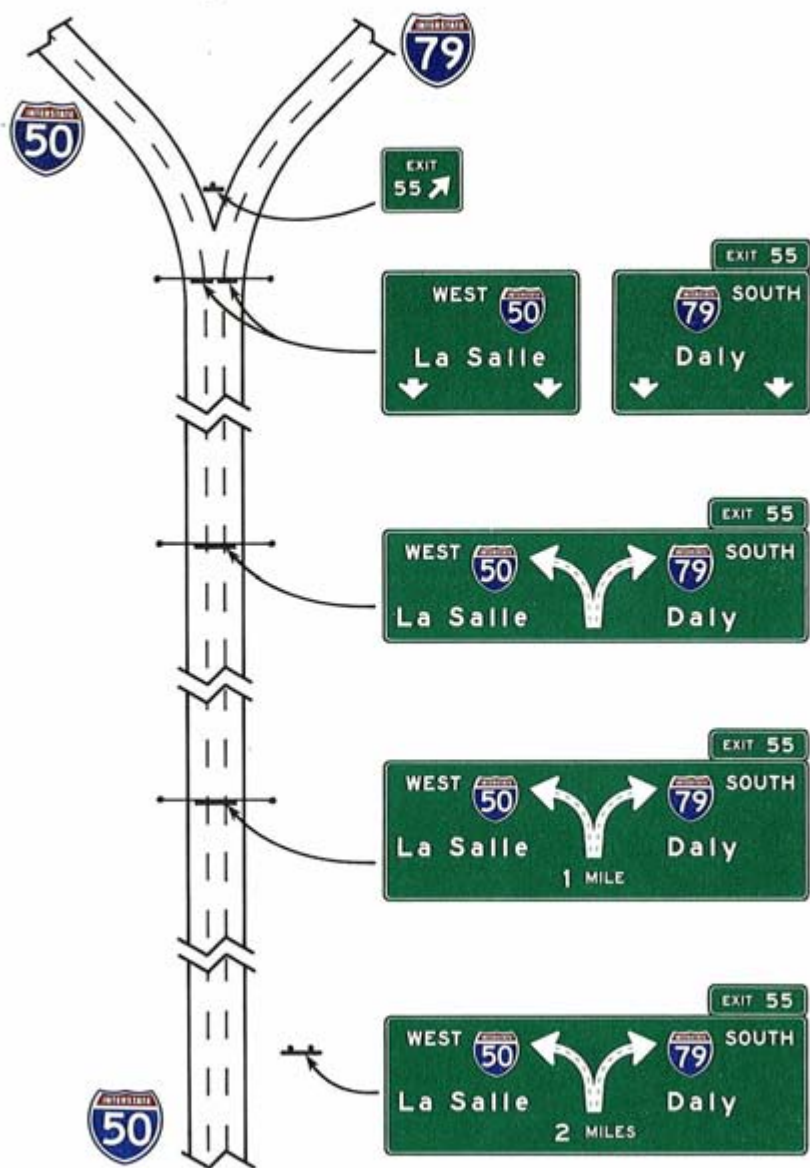 INTERSTATE
79
INTERSTATE
50
EXIT
55
EXIT 55
WEST INTERSTATE 50
La Salle
INTERSTATE 79 SOUTH
Daly
EXIT 55
WEST INTERSTATE 50 INTERSTATE 79 SOUTH
La Salle Daly
EXIT 55
WEST INTERSTATE 50 INTERSTATE 79 SOUTH
La Salle Daly
1 MILE
EXIT 55
WEST INTERSTATE 50 INTERSTATE 79 SOUTH
La Salle Daly
2 MILES
INTERSTATE
50